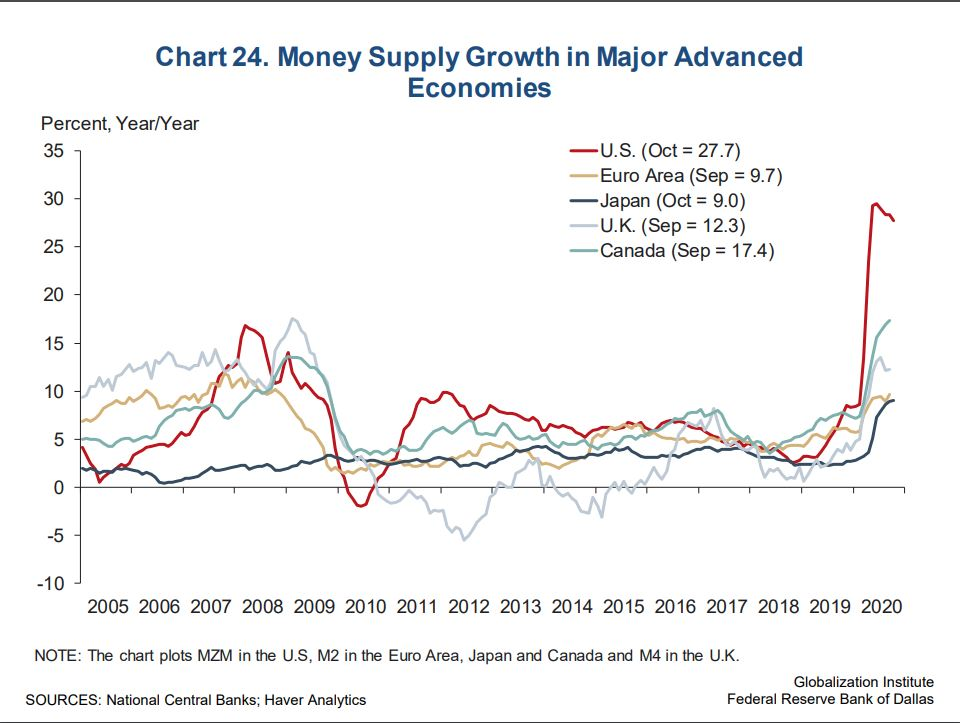 Chart 24. Money Supply Growth in Major Advanced
Economies
Percent, Year/Year
35
30
25
20
15
10
5
0
-5
-10
U.S. (Oct = 27.7)
Euro Area (Sep = 9.7)
Japan (Oct = 9.0)
U.K. (Sep = 12.3)
Canada (Sep = 17.4)
2005 2006 2007 2008 2009 2010 2011 2012 2013 2014 2015 2016 2017 2018 2019 2020
NOTE: The chart plots MZM in the U.S, M2 in the Euro Area, Japan and Canada and M4 in the U.K.
SOURCES: National Central Banks; Haver Analytics
Globalization Institute
Federal Reserve Bank of Dallas